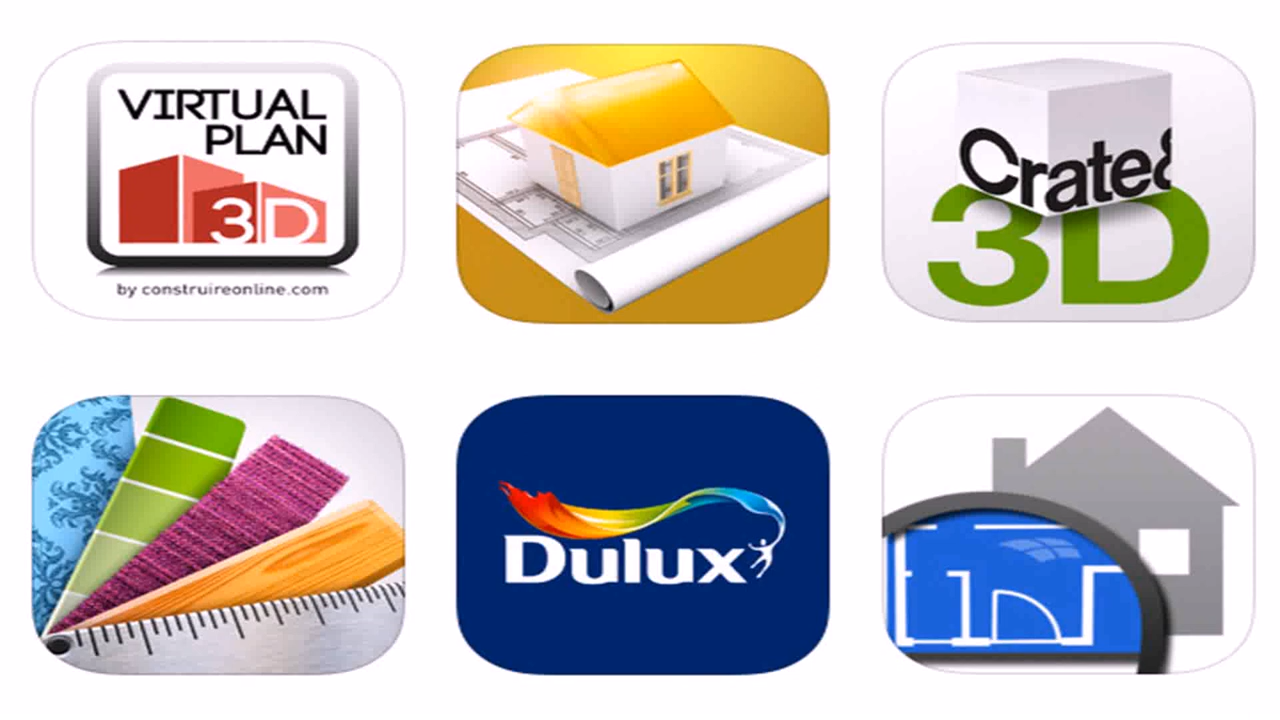 VIRTUAL
PLAN
3D
by construireonline.com
Crate&
3D
Dulux